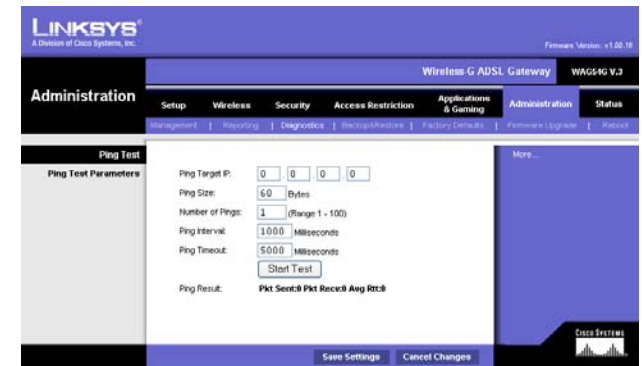 LINKSYS®
A Division of Cisco Systems, Inc.
Firmware Version: v1.00.18
Wireless-G ADSL Gateway WAG54G V.3
Administration
Setup Wireless Security Access Restriction Applications & Gaming Administration Status
Management | Reporting | Diagnostics | Backup&Restore | Factory Defaults | Firmware Upgrade | Reboot
Ping Test
More...
Ping Test Parameters
Ping Target IP: 0 . 0 . 0 . 0
Ping Size: 60 Bytes
Number of Pings: 1 (Range 1 - 100)
Ping Interval: 1000 Milliseconds
Ping Timeout: 5000 Milliseconds
Start Test
Ping Result: Pkt Sent:0 Pkt Recv:0 Avg Rtt:0
Save Settings Cancel Changes
CISCO SYSTEMS